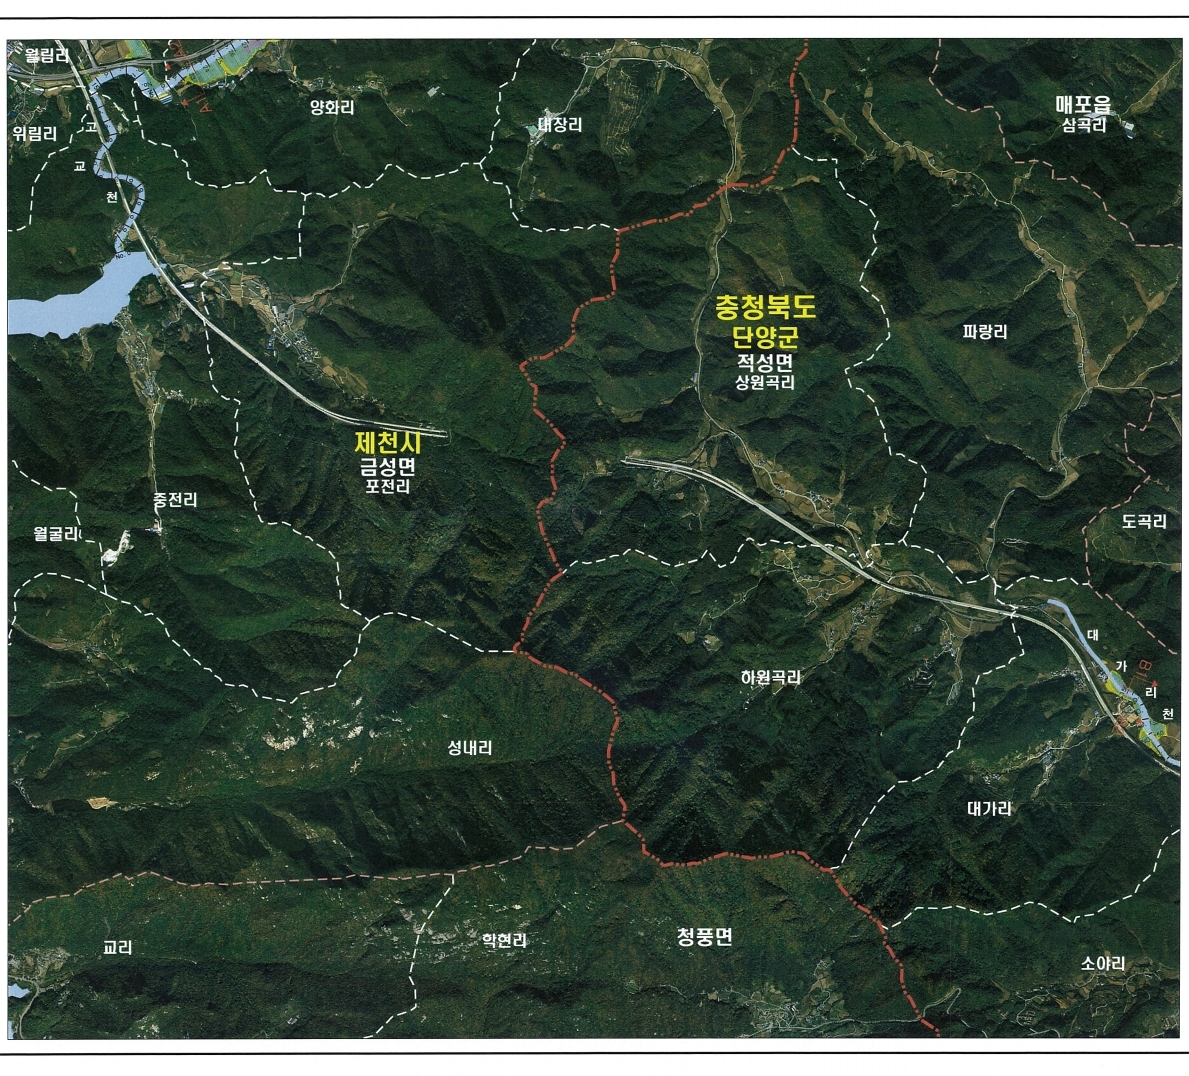 월림리
위림리
양화리
대장리
매포읍
삼곡리
고
교
천
No. 0
충청북도
단양군
적성면
상원곡리
파랑리
제천시
금성면
포전리
중전리
월굴리
도곡리
대
가
리
천
하원곡리
성내리
대가리
교리
학현리
청풍면
소야리